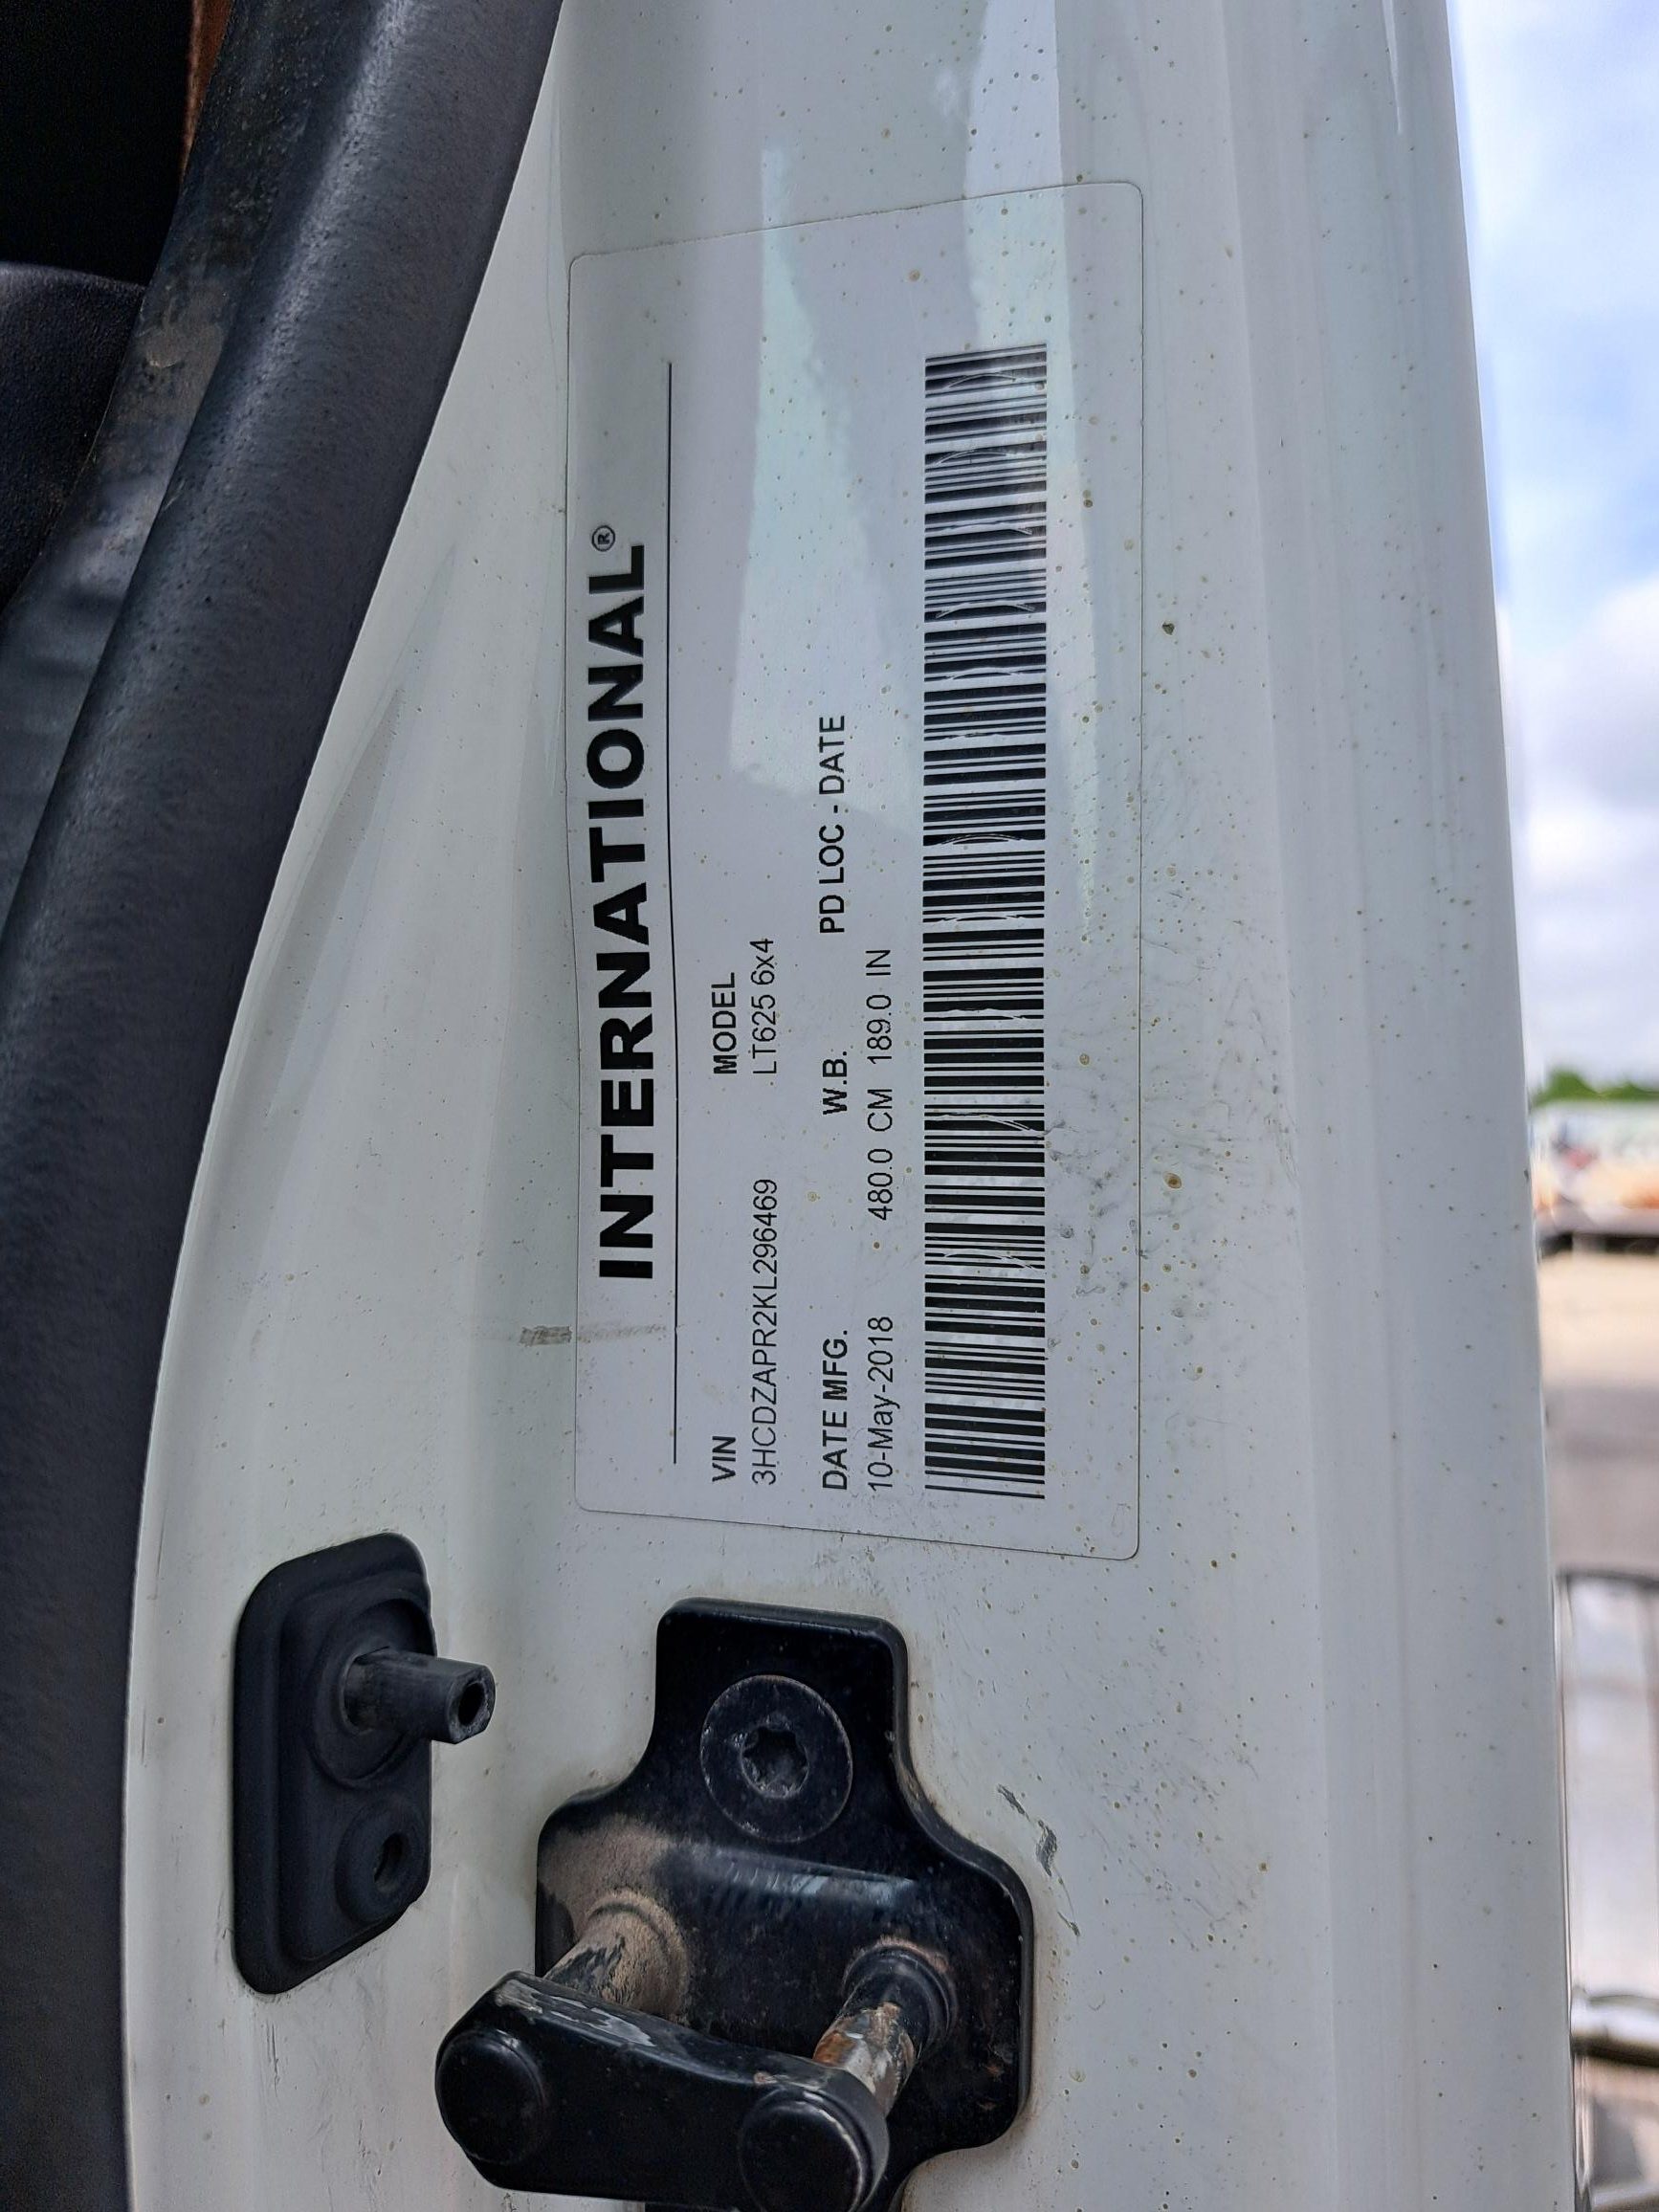 INTERNATIONAL®
VIN MODEL
3HCDZAPR2KL296469 LT625 6x4
DATE MFG. W.B. PD LOC - DATE
10-May-2018 480.0 CM 189.0 IN